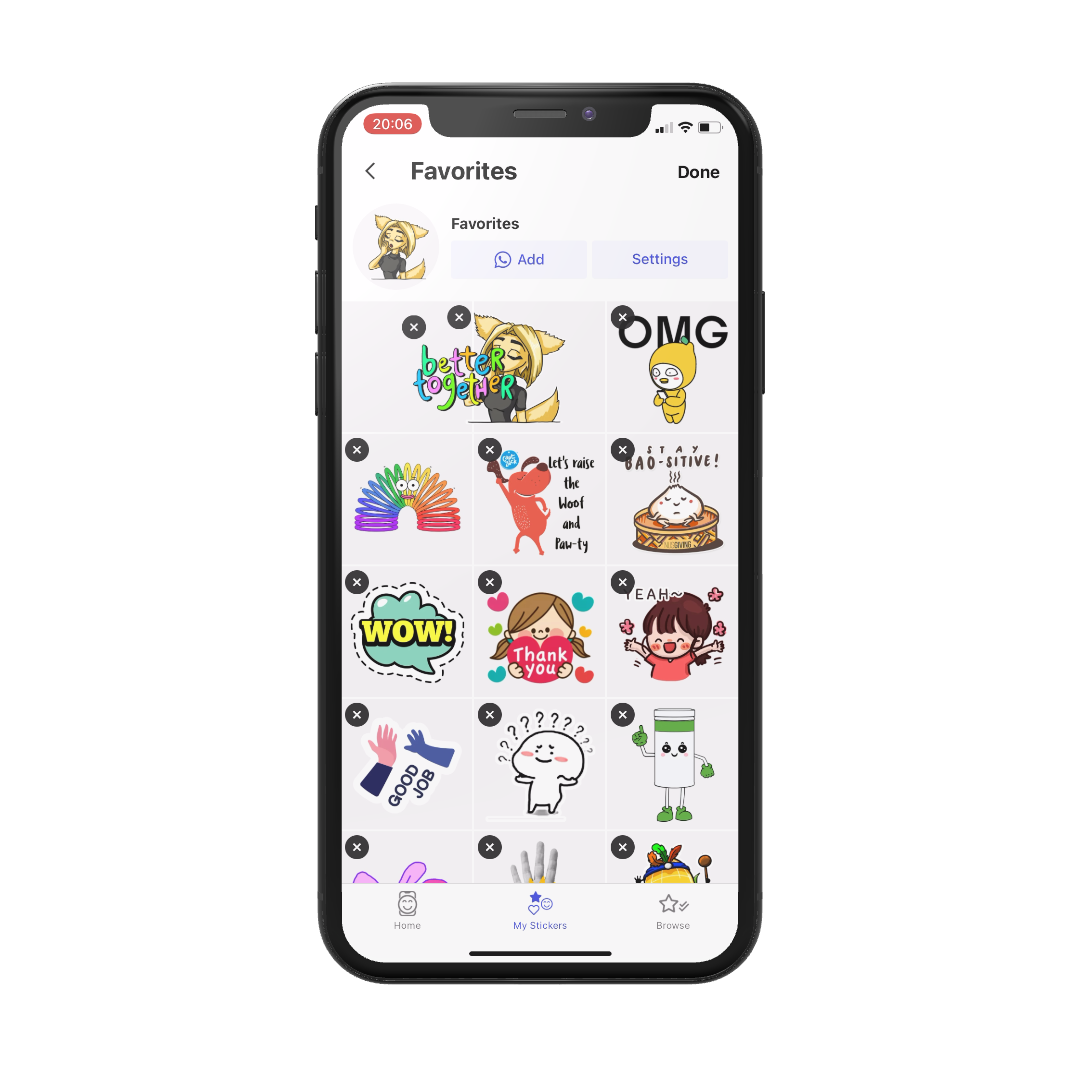 20:06
Favorites
Done
Favorites
Add
Settings
better
together
OMG
Let's raise
the
Woof
and
Paw-ty
STAY
BAO-SITIVE!
WOW!
Thank
you
YEAH~
GOOD
JOB
? ? ? ? ? ? ? ? ? ? ?
Home
My Stickers
Browse